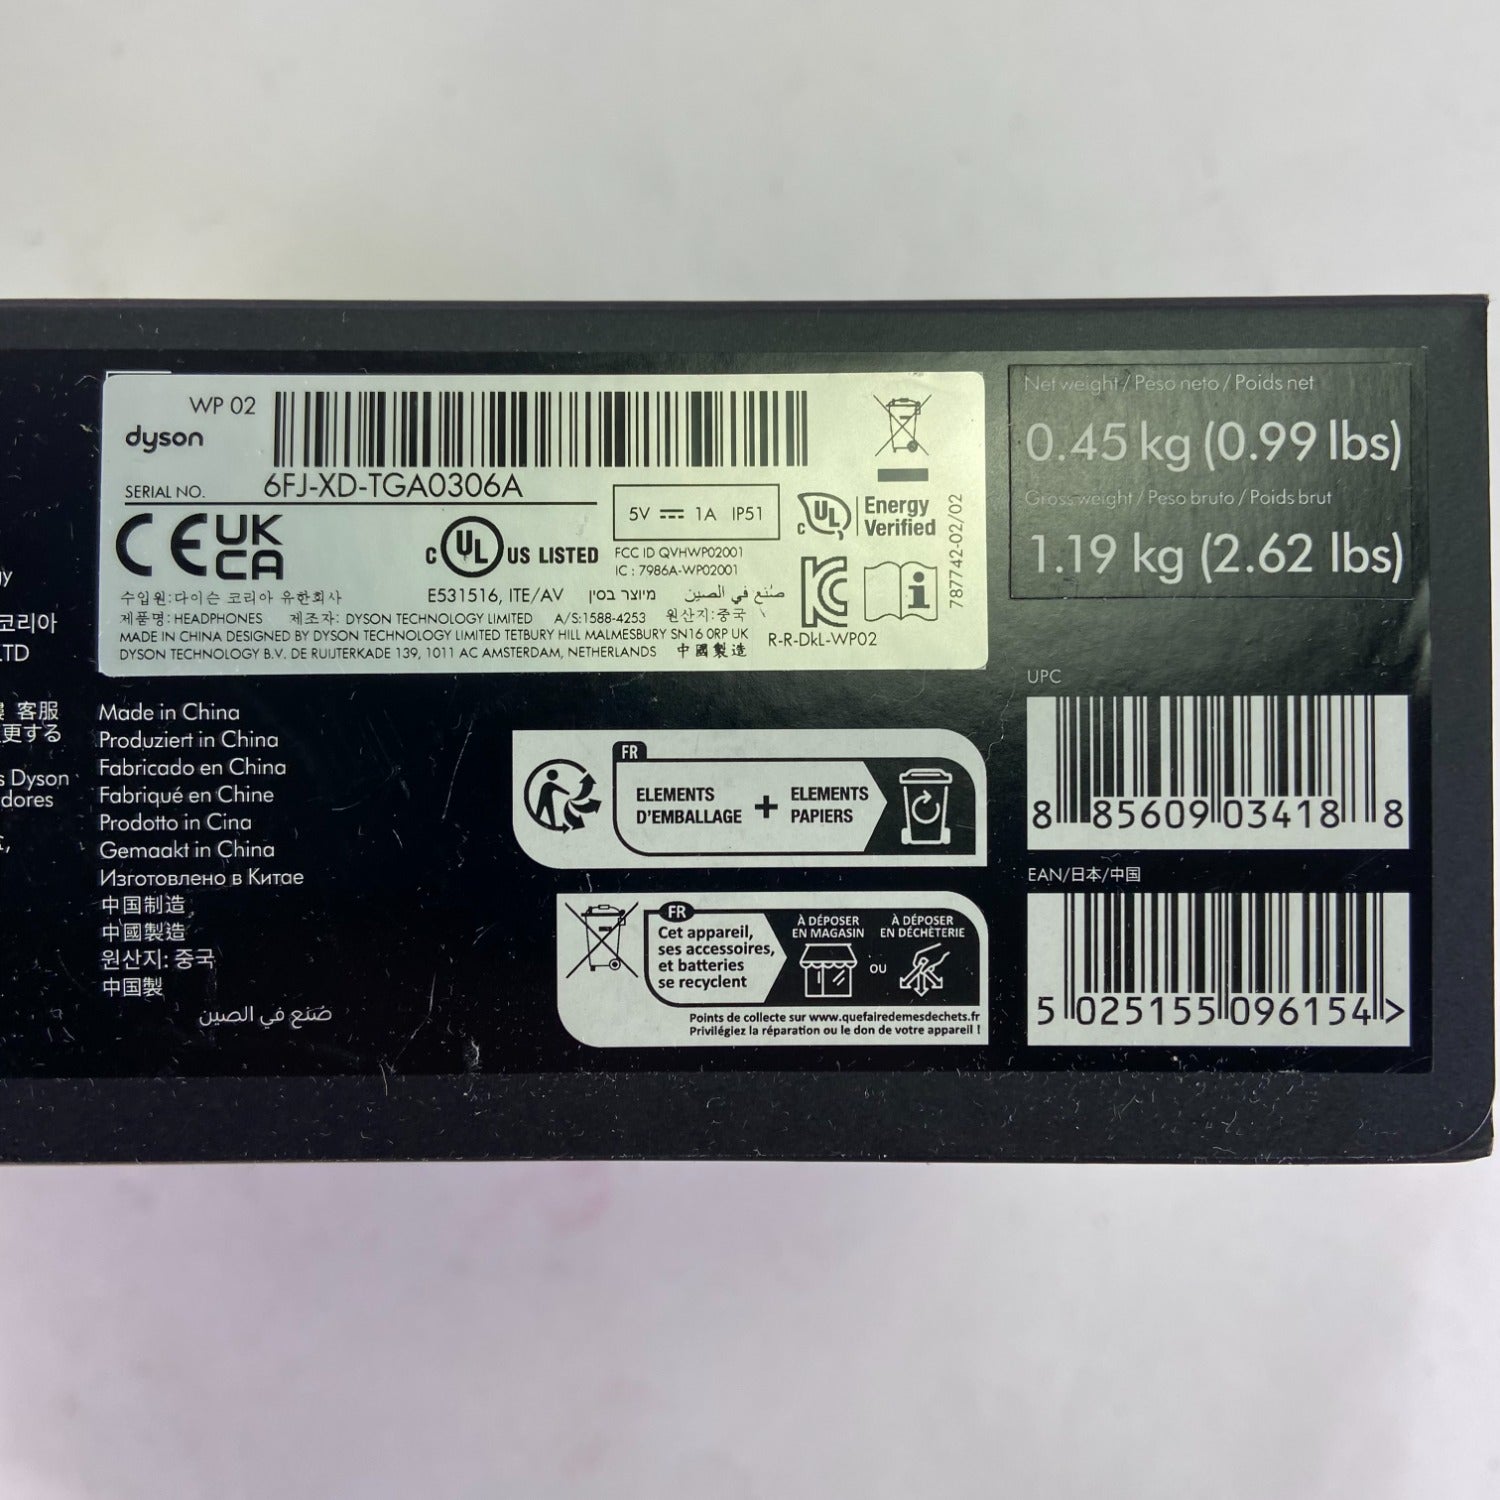 WP 02
dyson
SERIAL NO. 6FJ-XD-TGA0306A
CE UK CA
c UL US LISTED
5V ⎓ 1A IP51
FCC ID QVHWP02001
IC : 7986A-WP02001
c UL Energy Verified
787742-02/02
수입원:다이슨 코리아 유한회사
E531516, ITE/AV מיוצר בסין صُنع في الصين
제품명: HEADPHONES 제조자: DYSON TECHNOLOGY LIMITED A/S:1588-4253 원산지:중국
MADE IN CHINA DESIGNED BY DYSON TECHNOLOGY LIMITED TETBURY HILL MALMESBURY SN16 0RP UK
DYSON TECHNOLOGY B.V. DE RUIJTERKADE 139, 1011 AC AMSTERDAM, NETHERLANDS 中國製造
R-R-DkL-WP02
Net weight / Peso neto / Poids net
0.45 kg (0.99 lbs)
Gross weight / Peso bruto / Poids brut
1.19 kg (2.62 lbs)
코리아
LTD
客服
更する
s Dyson
dores
Made in China
Produziert in China
Fabricado en China
Fabriqué en Chine
Prodotto in Cina
Gemaakt in China
Изготовлено в Китае
中国制造
中國製造
원산지: 중국
中国製
صُنع في الصين
FR
ELEMENTS
D'EMBALLAGE
+
ELEMENTS
PAPIERS
FR
Cet appareil,
ses accessoires,
et batteries
se recyclent
À DÉPOSER
EN MAGASIN
OU
À DÉPOSER
EN DÉCHÈTERIE
Points de collecte sur www.quefairedemesdechets.fr
Privilégiez la réparation ou le don de votre appareil !
UPC
8 85609 03418 8
EAN/日本/中国
5 025155 096154 >